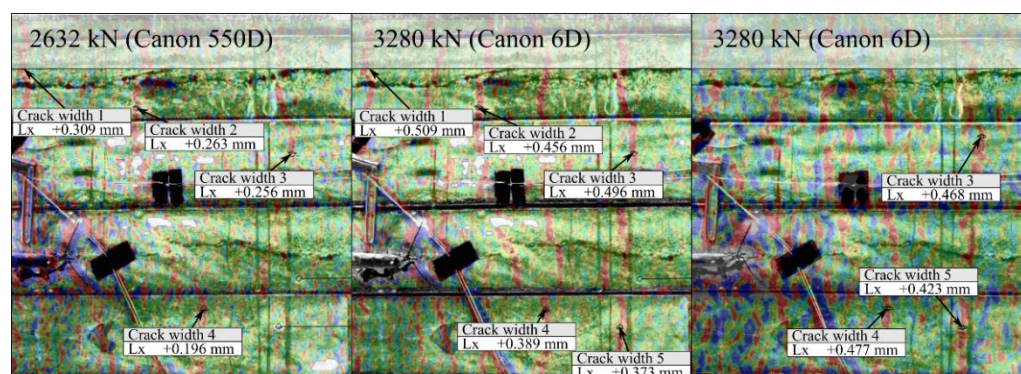 2632 kN (Canon 550D)
Crack width 1
Lx +0.309 mm
Crack width 2
Lx +0.263 mm
Crack width 3
Lx +0.256 mm
Crack width 4
Lx +0.196 mm
3280 kN (Canon 6D)
Crack width 1
Lx +0.509 mm
Crack width 2
Lx +0.456 mm
Crack width 3
Lx +0.496 mm
Crack width 4
Lx +0.389 mm
Crack width 5
Lx +0.373 mm
3280 kN (Canon 6D)
Crack width 3
Lx +0.468 mm
Crack width 5
Lx +0.423 mm
Crack width 4
Lx +0.477 mm